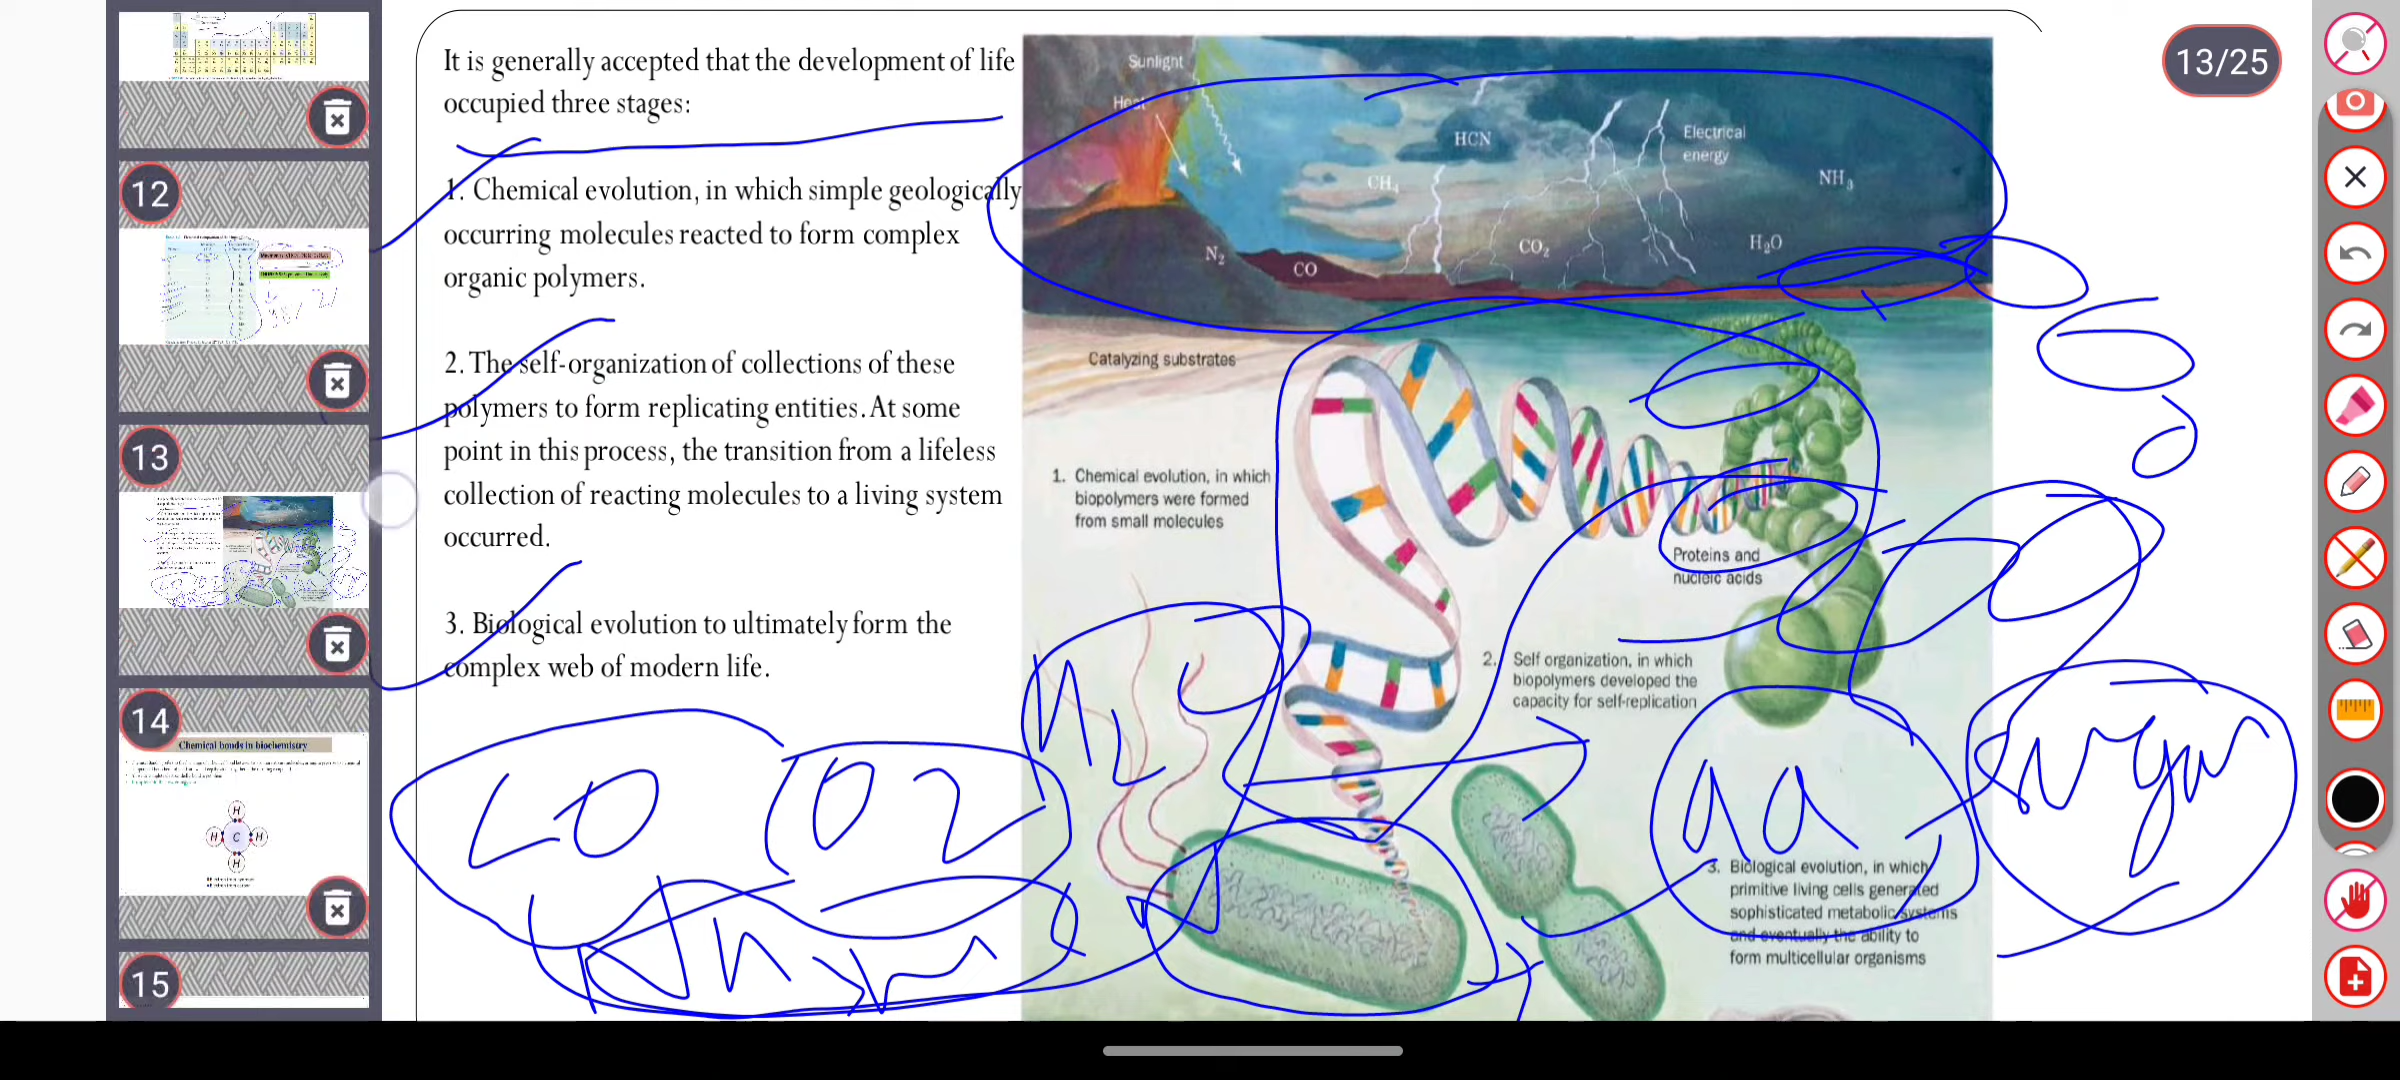 13/25
12
13
14
Chemical bonds in biochemistry
H
H C H
H
15
It is generally accepted that the development of life
occupied three stages:
1. Chemical evolution, in which simple geologically
occurring molecules reacted to form complex
organic polymers.
2. The self-organization of collections of these
polymers to form replicating entities. At some
point in this process, the transition from a lifeless
collection of reacting molecules to a living system
occurred.
3. Biological evolution to ultimately form the
complex web of modern life.
Sunlight
Heat
HCN
Electrical
energy
CH4
NH3
N2
CO
CO2
H2O
Catalyzing substrates
1. Chemical evolution, in which
biopolymers were formed
from small molecules
Proteins and
nucleic acids
2. Self organization, in which
biopolymers developed the
capacity for self-replication
3. Biological evolution, in which
primitive living cells generated
sophisticated metabolic systems
and eventually the ability to
form multicellular organisms
CO CO2 N2
aa
sugar